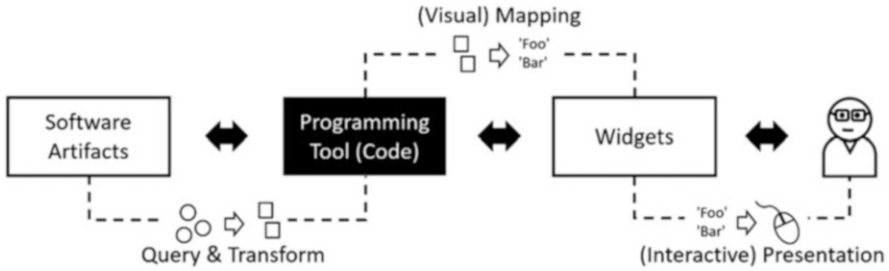 (Visual) Mapping
'Foo'
'Bar'
Software
Artifacts
Programming
Tool (Code)
Widgets
'Foo'
'Bar'
Query & Transform
(Interactive) Presentation